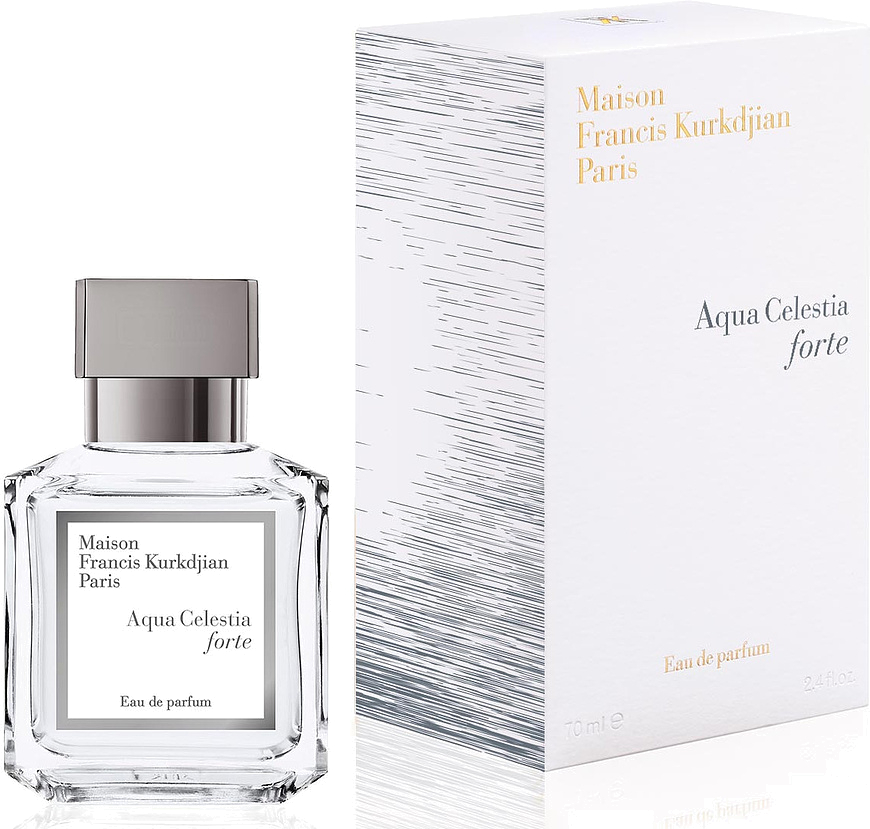 Maison
Francis Kurkdjian
Paris
Aqua Celestia
forte
Eau de parfum
Maison
Francis Kurkdjian
Paris
Aqua Celestia
forte
Eau de parfum
70 ml e
2.4 fl.oz.